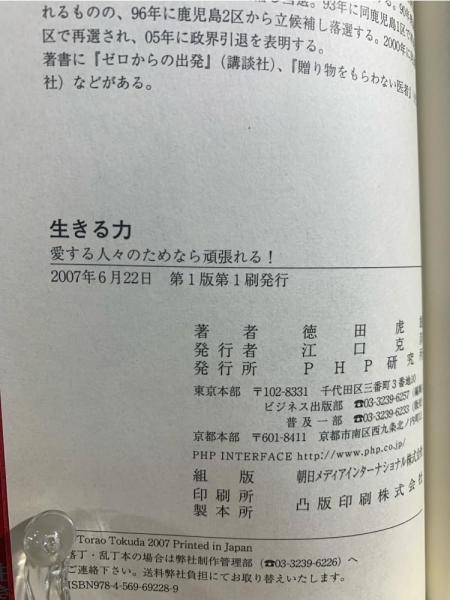 れるものの、96年に鹿児島2区から立候補し落選する。2000年に
区で再選され、05年に政界引退を表明する。
著書に『ゼロからの出発』（講談社）、『贈り物をもらわない医者』
社）などがある。
生きる力
愛する人々のためなら頑張れる！
2007年6月22日 第1版第1刷発行
著者 徳田虎
発行者 江口克
発行所 PHP研究所
東京本部 〒102-8331 千代田区三番町3番地10
ビジネス出版部 ☎03-3239-6257
普及一部 ☎03-3239-6233
京都本部 〒601-8411 京都市南区西九条北ノ内町
PHP INTERFACE http://www.php.co.jp/
組版 朝日メディアインターナショナル株式会
印刷所
製本所 凸版印刷株式会
Torao Tokuda 2007 Printed in Japan
落丁・乱丁本の場合は弊社制作管理部（☎03-3239-6226）へ
ご連絡下さい。送料弊社負担にてお取り替えいたします。
ISBN978-4-569-69228-9